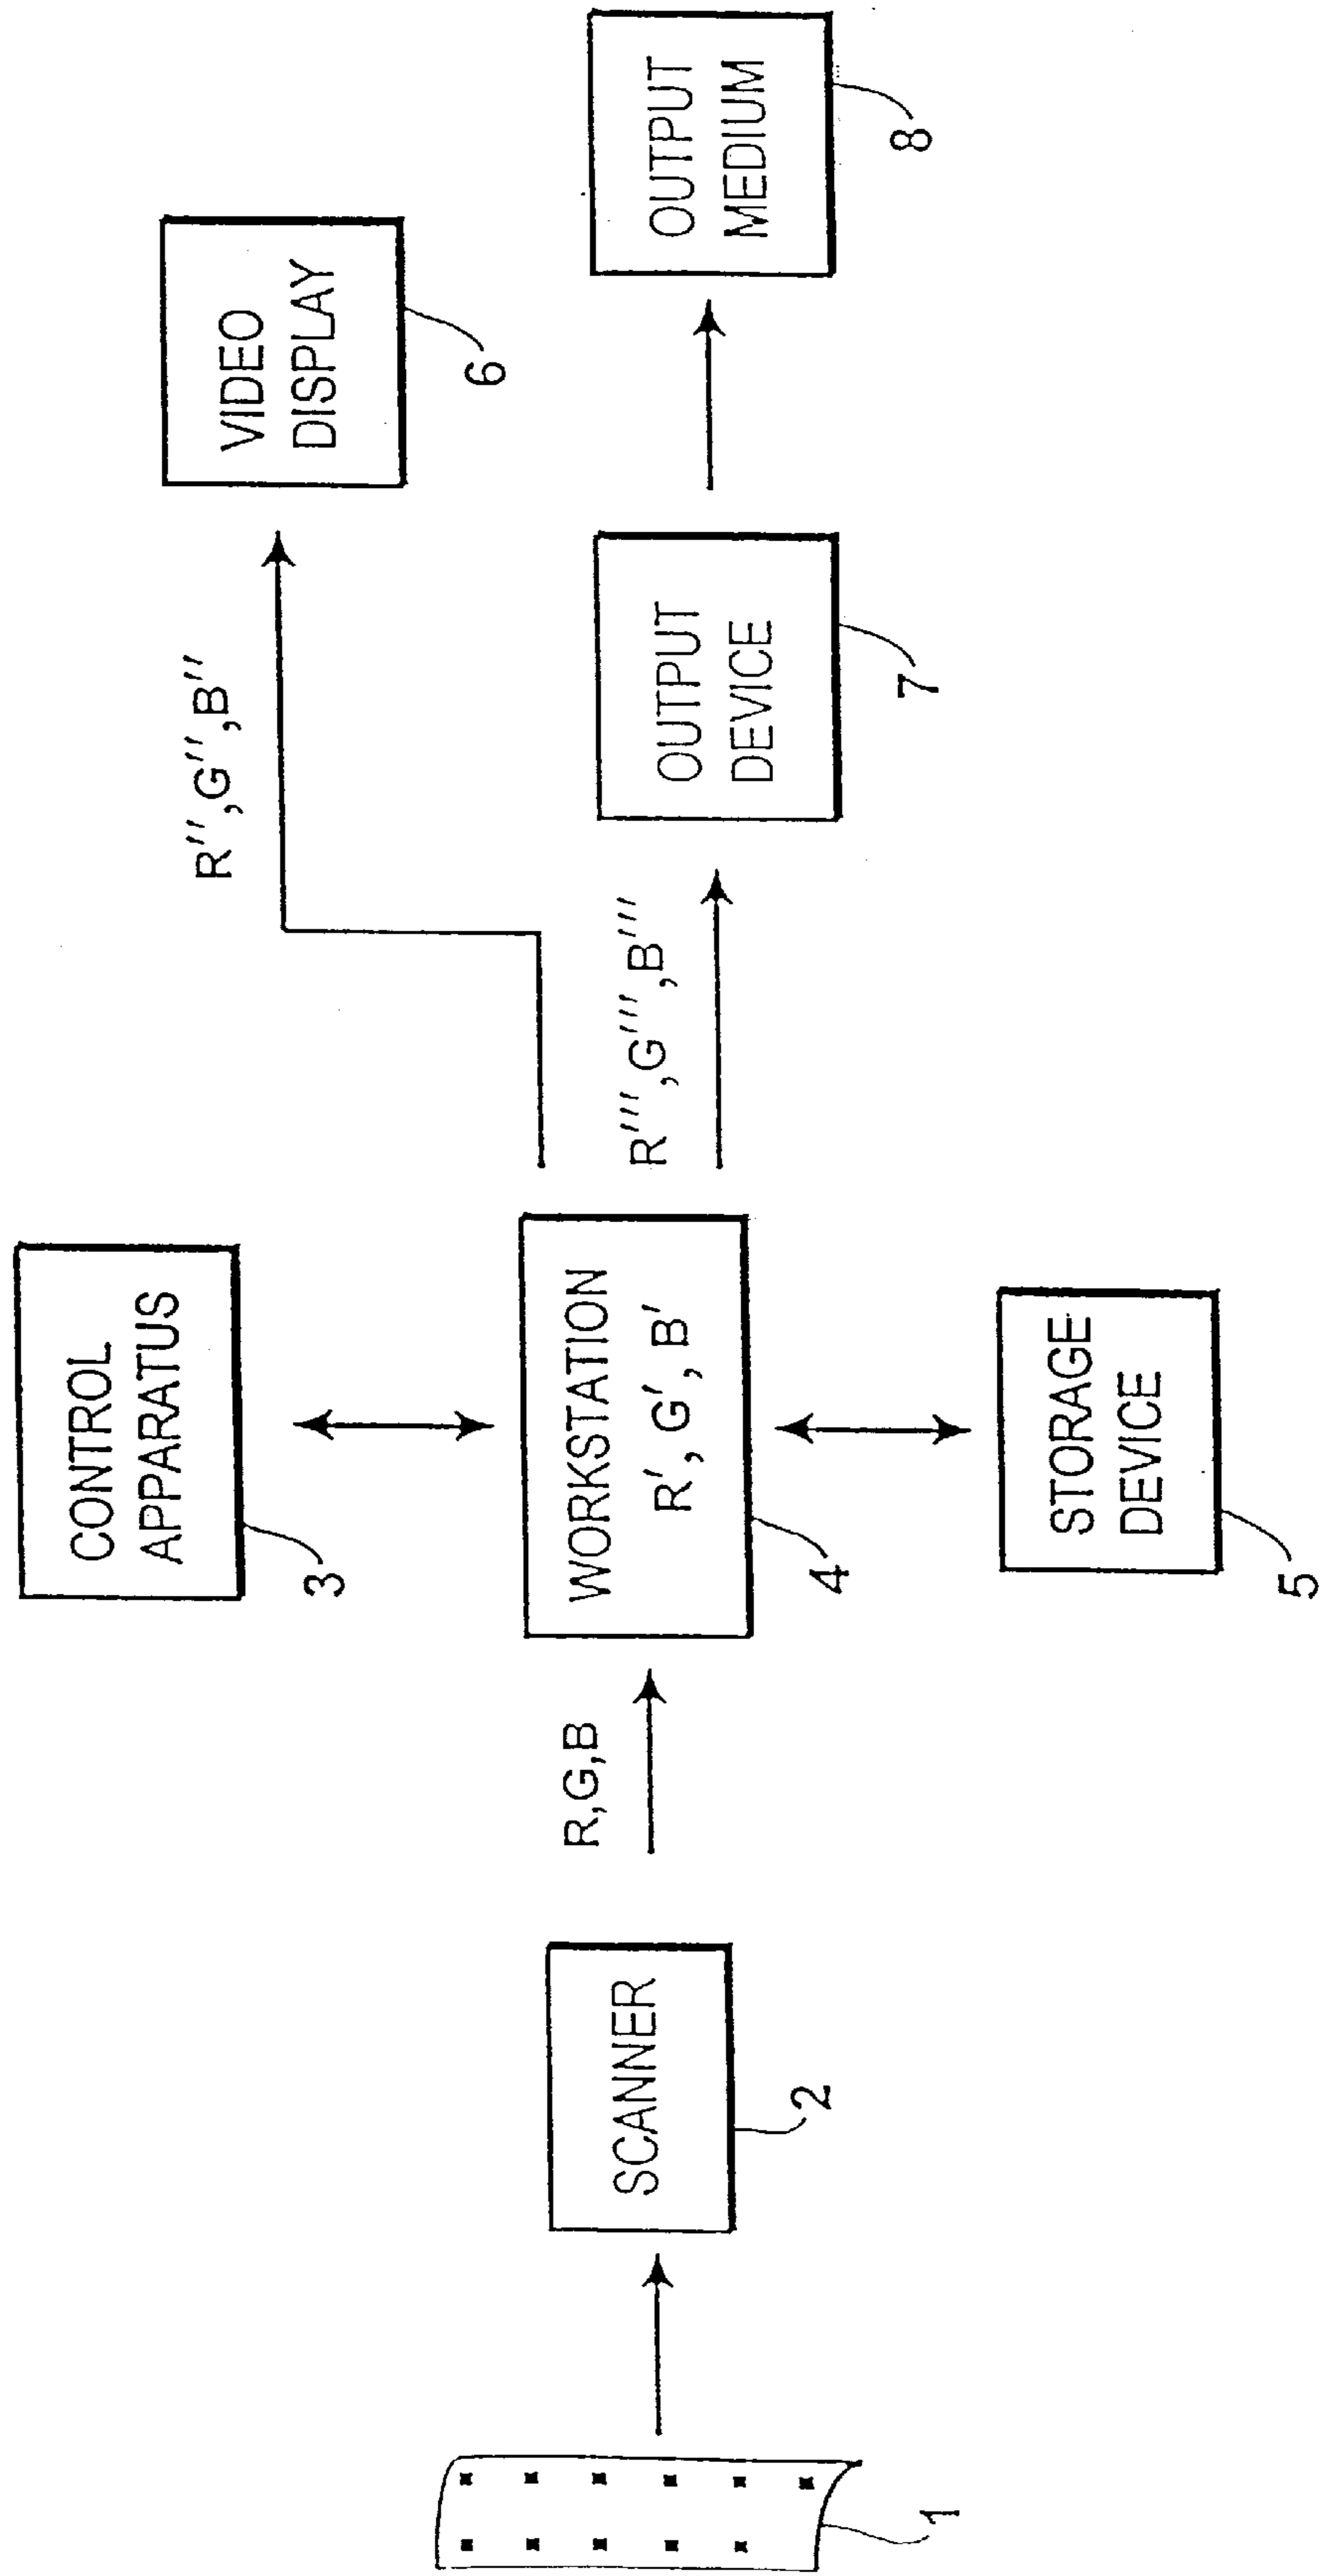 CONTROL
APPARATUS
3
VIDEO
DISPLAY
6
R'',G'',B''
1
SCANNER
2
R,G,B
WORKSTATION
R', G', B'
4
R''',G''',B'''
OUTPUT
DEVICE
7
OUTPUT
MEDIUM
8
STORAGE
DEVICE
5